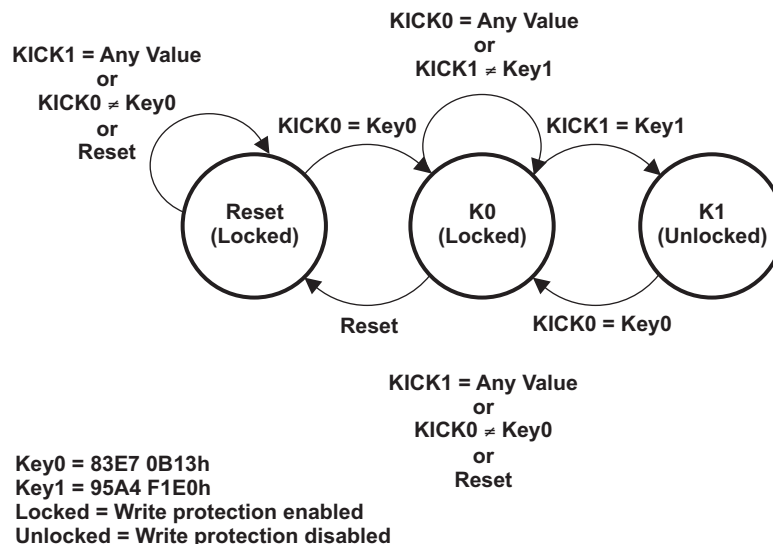 KICK0 = Any Value
or
KICK1 ≠ Key1
KICK1 = Any Value
or
KICK0 ≠ Key0
or
Reset
KICK0 = Key0
KICK1 = Key1
Reset
(Locked)
K0
(Locked)
K1
(Unlocked)
Reset
KICK0 = Key0
KICK1 = Any Value
or
KICK0 ≠ Key0
or
Reset
Key0 = 83E7 0B13h
Key1 = 95A4 F1E0h
Locked = Write protection enabled
Unlocked = Write protection disabled